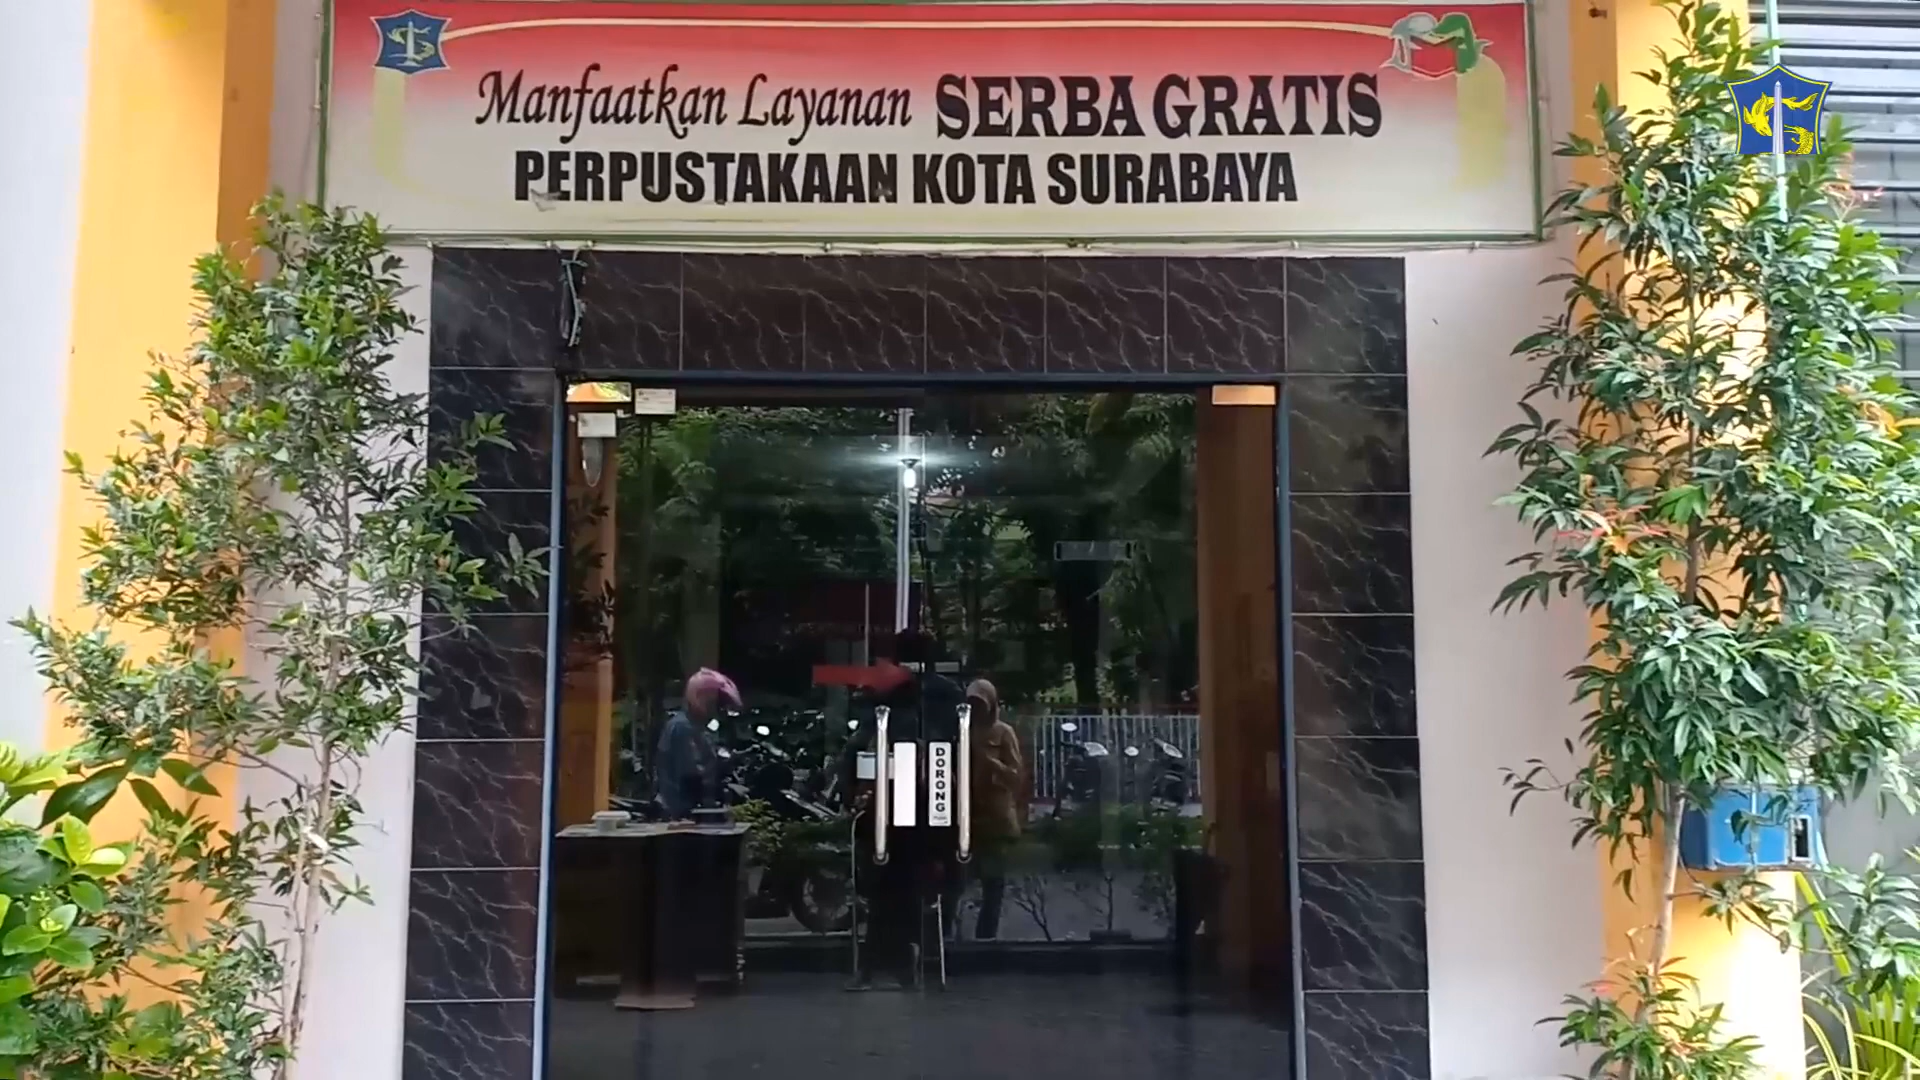 Manfaatkan Layanan SERBA GRATIS
PERPUSTAKAAN KOTA SURABAYA
DORONG